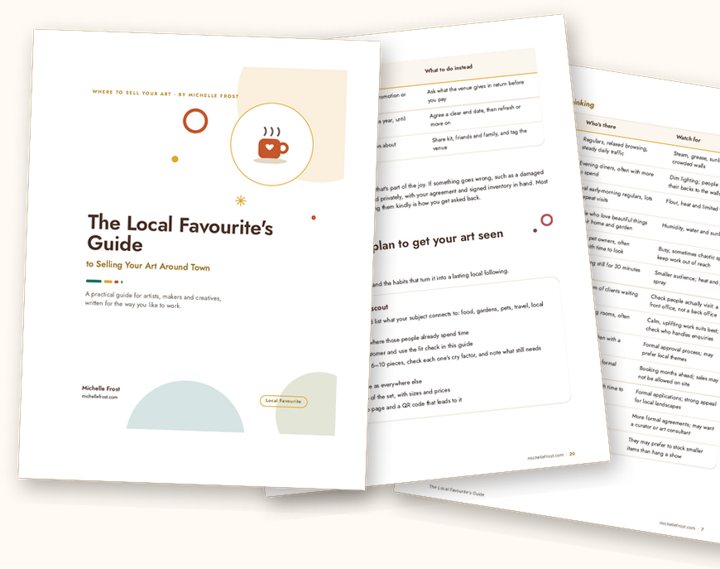 WHERE TO SELL YOUR ART · BY MICHELLE FROST
The Local Favourite's
Guide
to Selling Your Art Around Town
A practical guide for artists, makers and creatives,
written for the way you like to work.
Michelle Frost
michellefrost.com
Local Favourite
What to do instead
promotion or
Ask what the venue gives in return before
you pay
a year, until
Agree a clear end date, then refresh or
more on
about
Share kit, friends and family, and tag the
venue
that's part of the joy. If something goes wrong, such as a damaged
privately, with your agreement and signed inventory in hand. Most
them kindly is how you get asked back.
plan to get your art seen
and the habits that turn it into a lasting local following.
scout
list what your subject connects to: food, gardens, pets, travel, local
where those people already spend time
and use the fit check in this guide
6–10 pieces, check each one's cry factor, and note what still needs
as everywhere else
of the set, with sizes and prices
page and a QR code that leads to it
michellefrost.com · 20
Who's there
Watch for
Regulars, relaxed browsing,
steady daily traffic
Steam, grease, sun
crowded walls
Evening diners, often with more
spend
Dim lighting; people
their backs to the walls
early-morning regulars, lots
repeat visits
Flour, heat and limited
who love beautiful things
home and garden
Humidity, water and
pet owners, often
with time to look
Busy, sometimes chaotic
keep work out of reach
still for 30 minutes
Smaller audience; heat and
spray
of clients waiting
Check people actually visit a
front office, not a back office
rooms, often
Calm, uplifting work suits best;
check who handles enquiries
with a
Formal approval process; may
prefer local themes
Booking months ahead; sales may
not be allowed on site
with time to
Formal applications; strong appeal
for local landscapes
More formal agreements; may want
a curator or art consultant
They may prefer to stock smaller
items than hang a show
The Local Favourite's Guide
michellefrost.com · 7